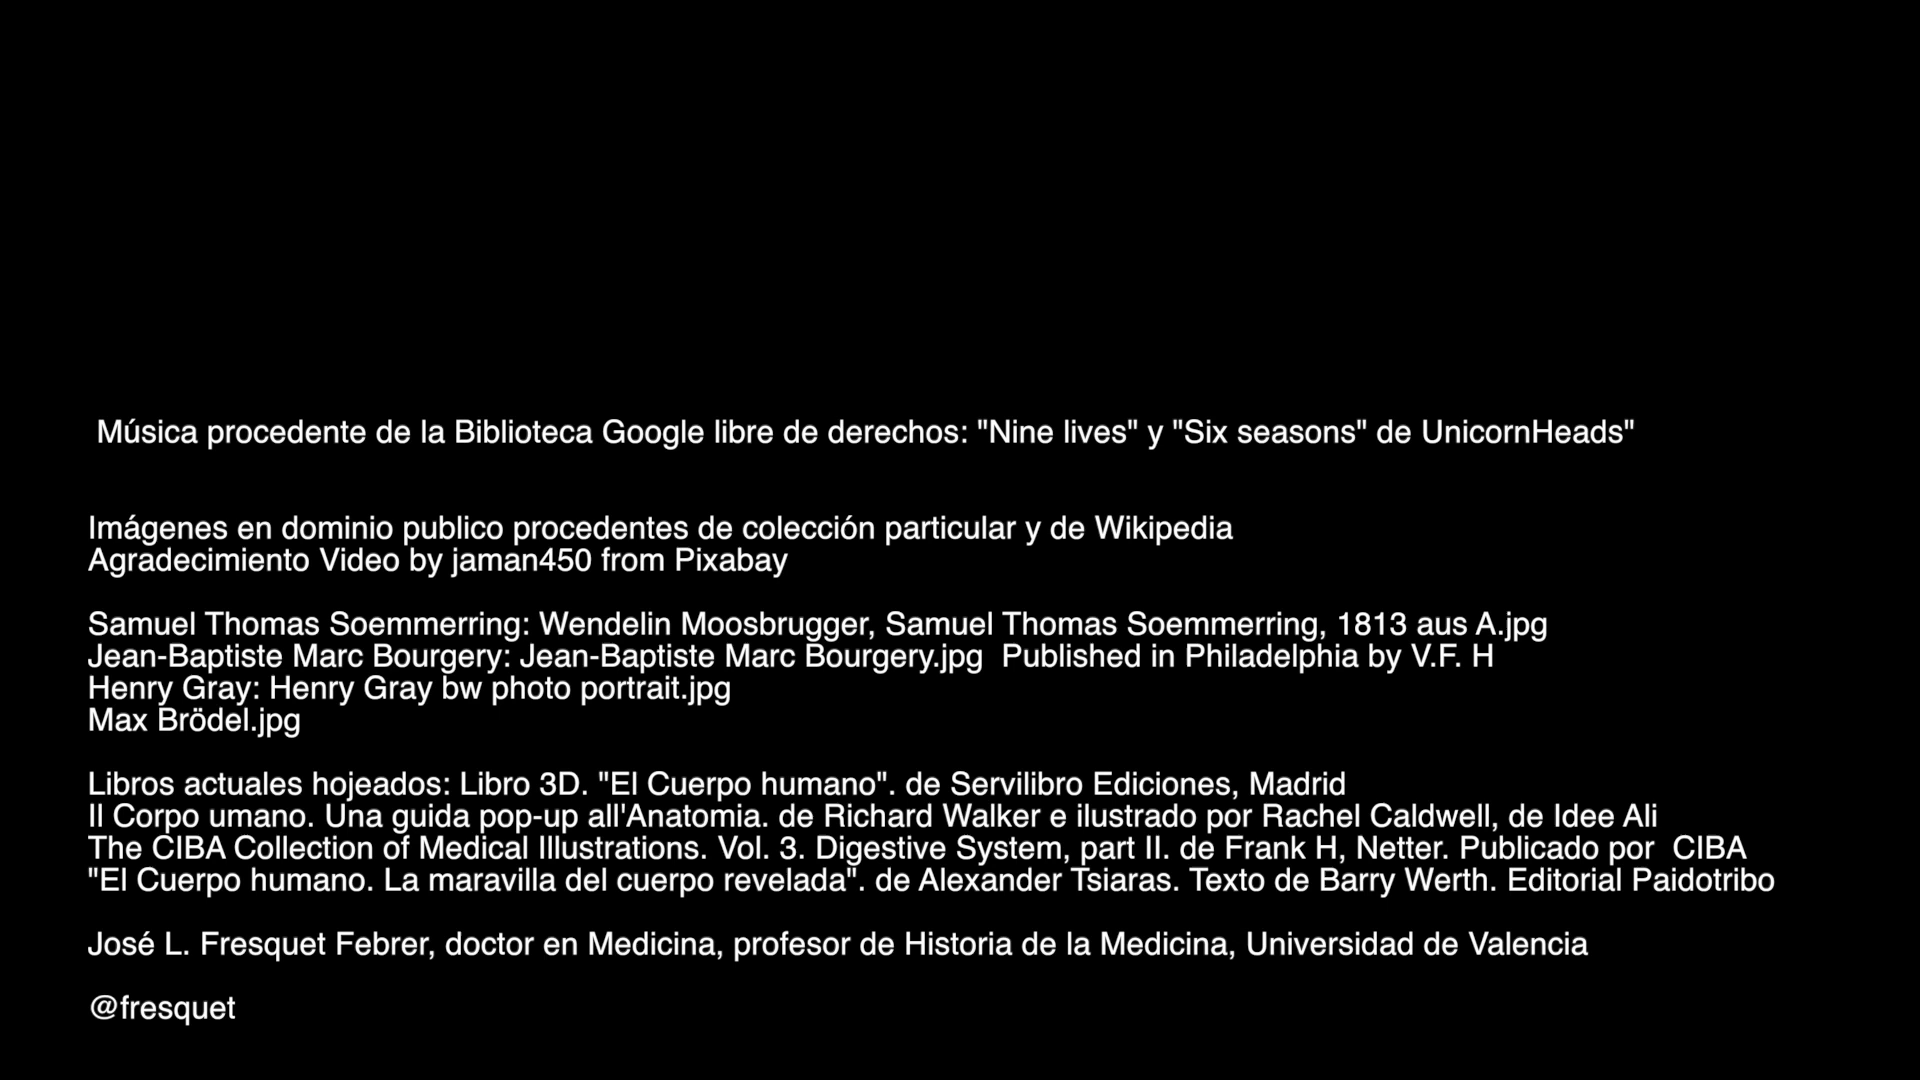 Música procedente de la Biblioteca Google libre de derechos: "Nine lives" y "Six seasons" de UnicornHeads"
Imágenes en dominio publico procedentes de colección particular y de Wikipedia
Agradecimiento Video by jaman450 from Pixabay
Samuel Thomas Soemmerring: Wendelin Moosbrugger, Samuel Thomas Soemmerring, 1813 aus A.jpg
Jean-Baptiste Marc Bourgery: Jean-Baptiste Marc Bourgery.jpg  Published in Philadelphia by V.F. H
Henry Gray: Henry Gray bw photo portrait.jpg
Max Brödel.jpg
Libros actuales hojeados: Libro 3D. "El Cuerpo humano". de Servilibro Ediciones, Madrid
Il Corpo umano. Una guida pop-up all'Anatomia. de Richard Walker e ilustrado por Rachel Caldwell, de Idee Ali
The CIBA Collection of Medical Illustrations. Vol. 3. Digestive System, part II. de Frank H, Netter. Publicado por  CIBA
"El Cuerpo humano. La maravilla del cuerpo revelada". de Alexander Tsiaras. Texto de Barry Werth. Editorial Paidotribo
José L. Fresquet Febrer, doctor en Medicina, profesor de Historia de la Medicina, Universidad de Valencia
@fresquet